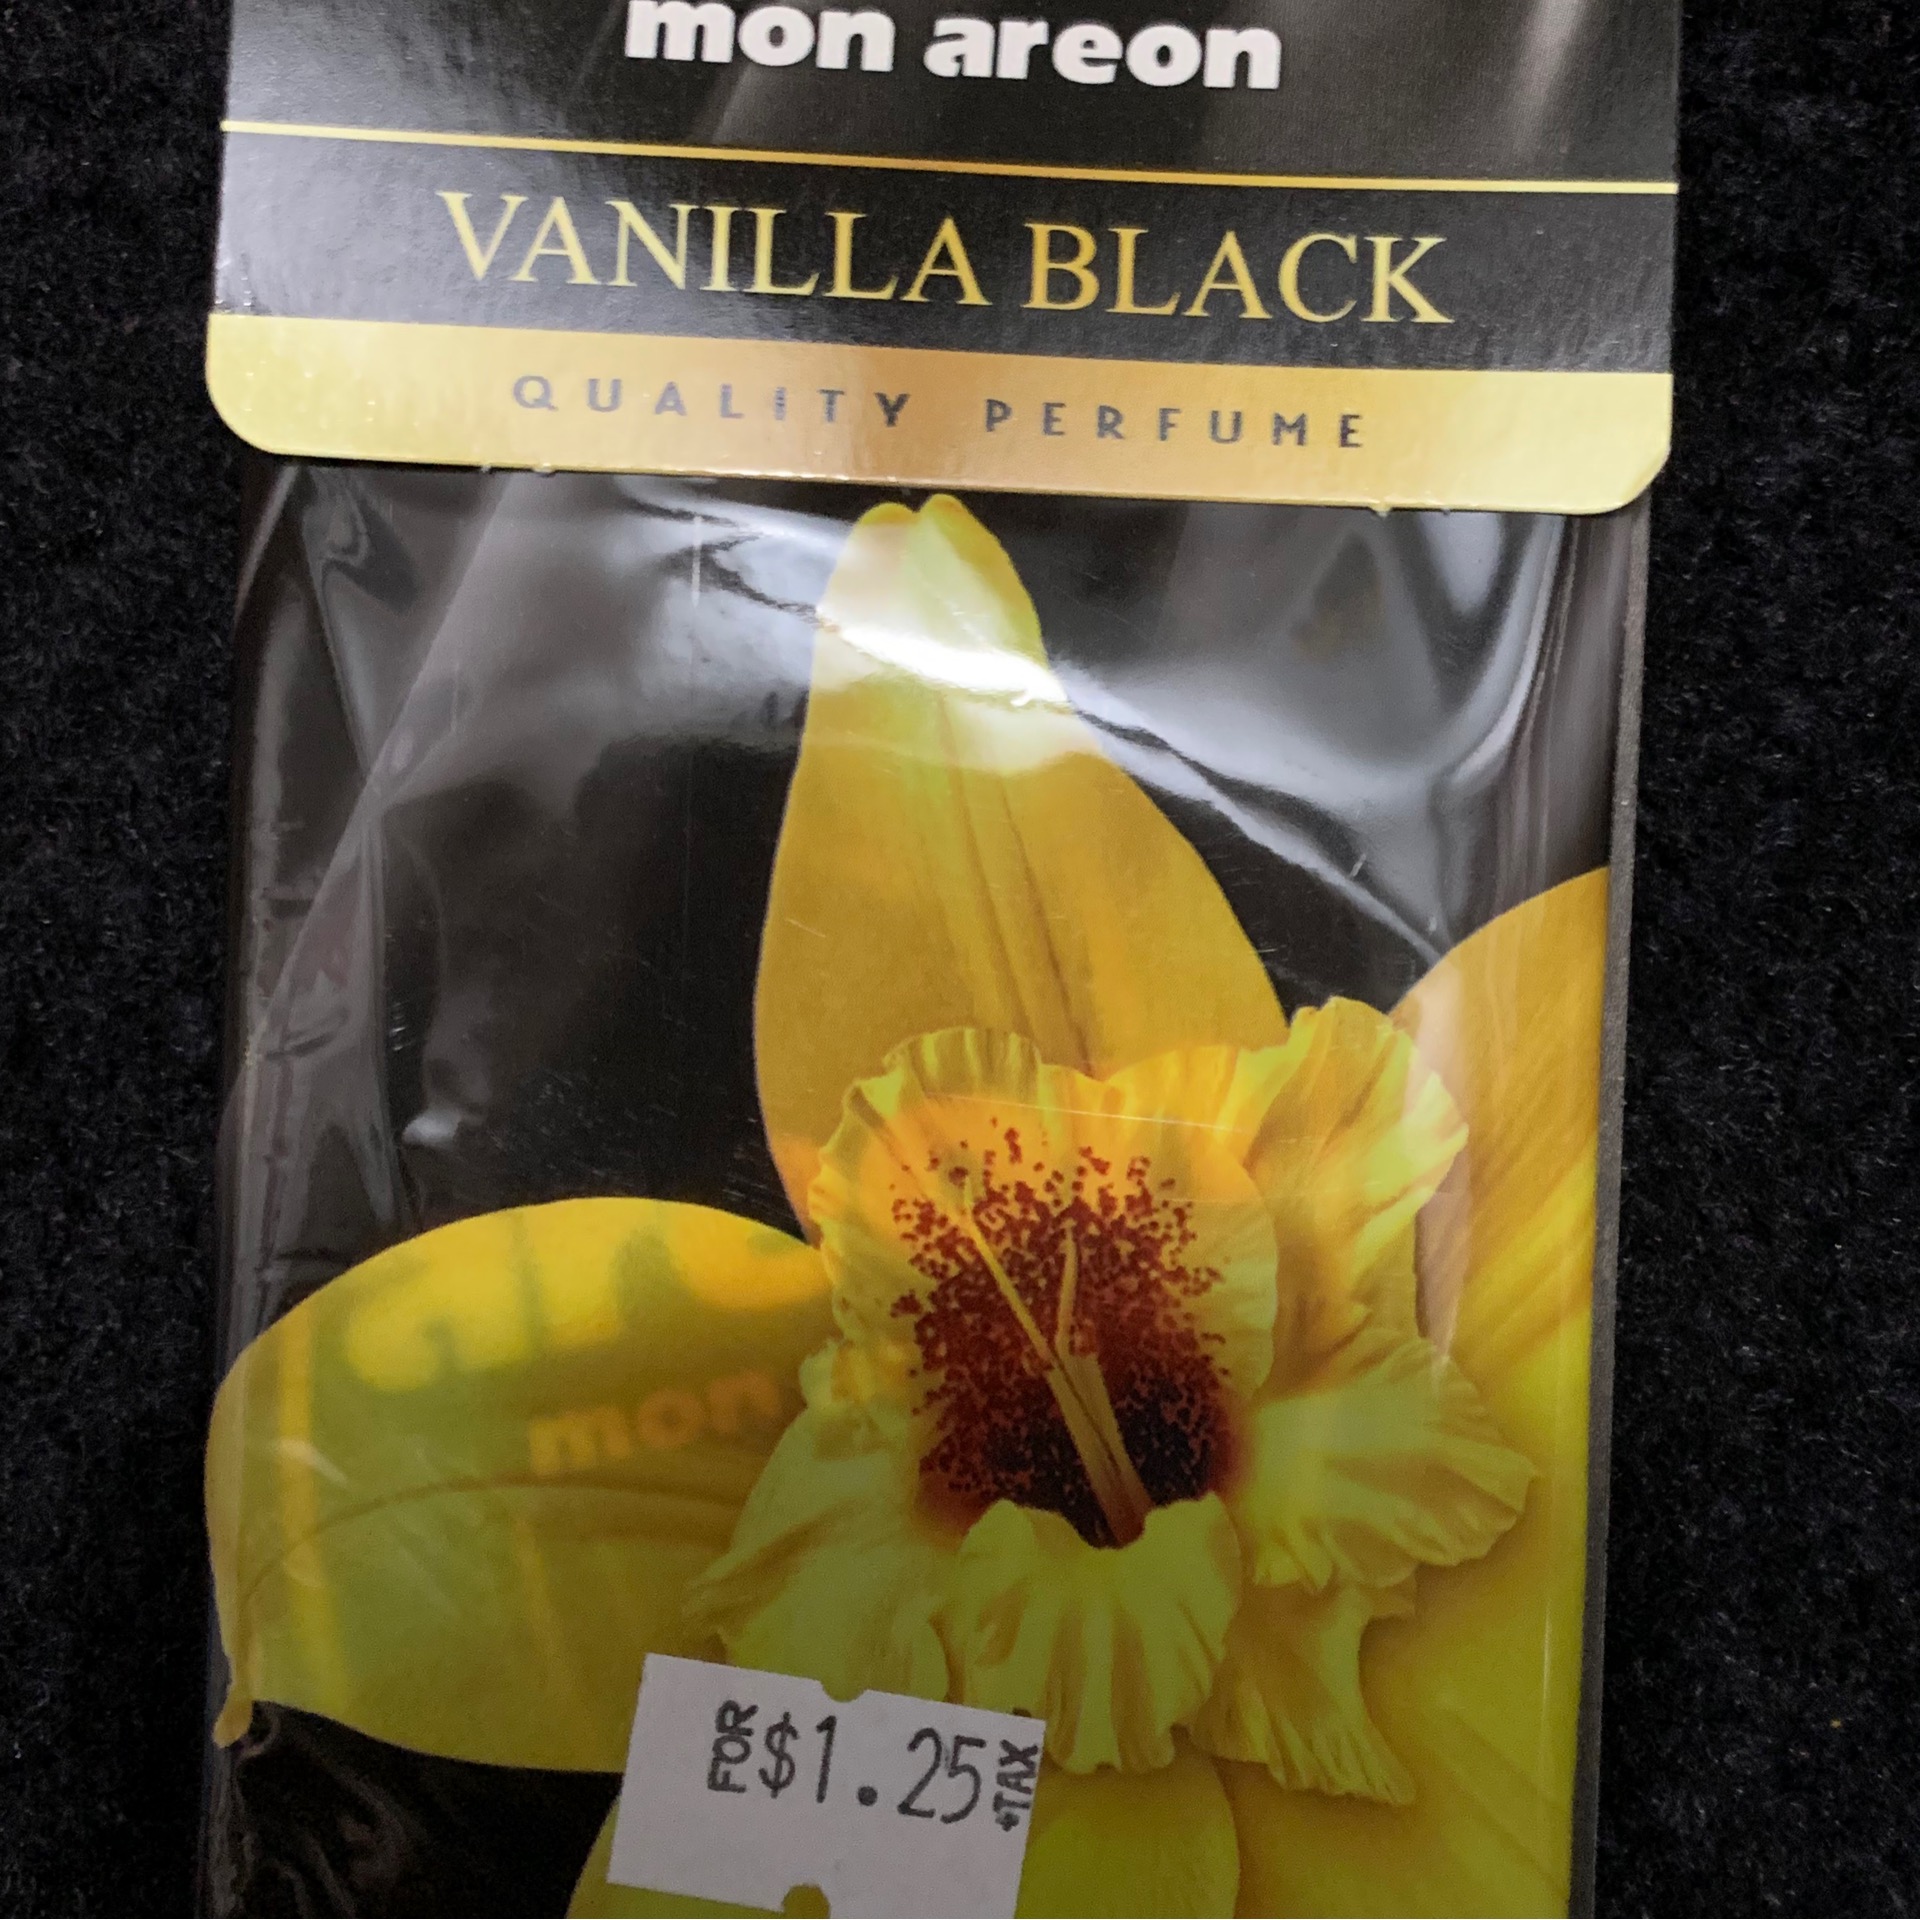 mon areon
VANILLA BLACK
QUALITY PERFUME
mon
FOR $1.25 +TAX